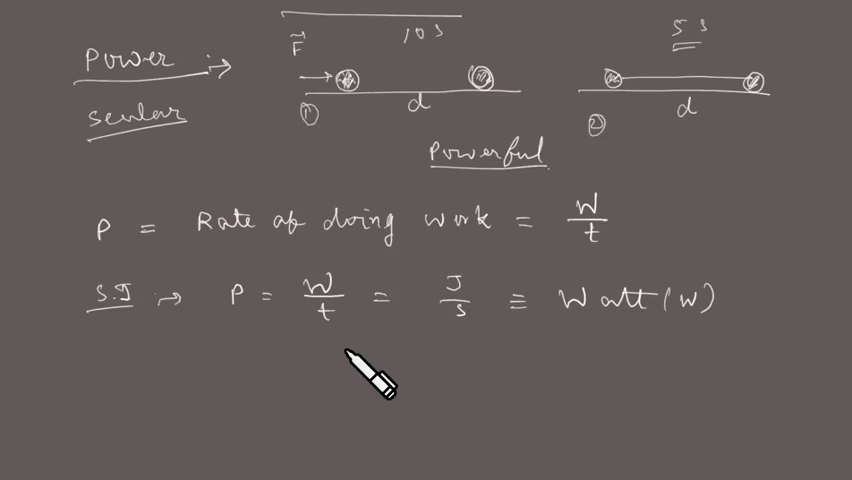 Power :→
scalar
F⃗
10 s
①
d
5 s
②
d
Powerful
P = Rate of doing work = W/t
S.I → P = W/t = J/s ≡ Watt(W)